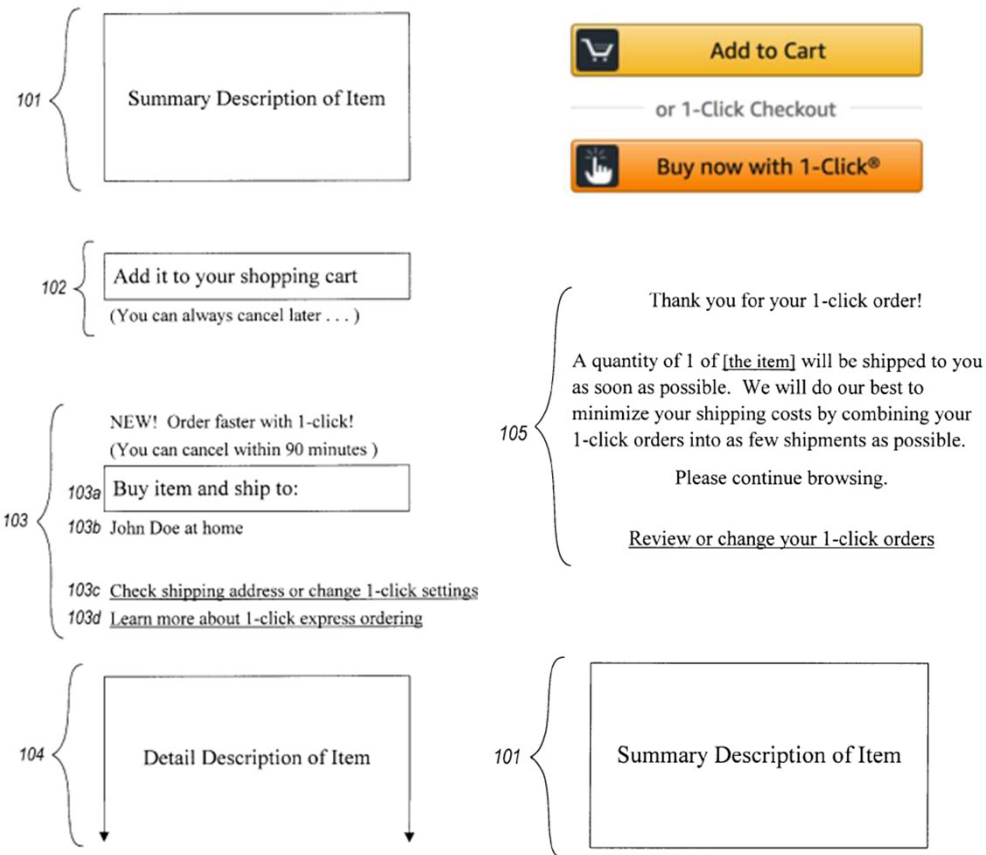 101
Summary Description of Item
102
Add it to your shopping cart
(You can always cancel later . . . )
103
NEW! Order faster with 1-click!
(You can cancel within 90 minutes )
103a Buy item and ship to:
103b John Doe at home
103c Check shipping address or change 1-click settings
103d Learn more about 1-click express ordering
104
Detail Description of Item
Add to Cart
or 1-Click Checkout
Buy now with 1-Click®
105
Thank you for your 1-click order!
A quantity of 1 of [the item] will be shipped to you
as soon as possible. We will do our best to
minimize your shipping costs by combining your
1-click orders into as few shipments as possible.
Please continue browsing.
Review or change your 1-click orders
101
Summary Description of Item